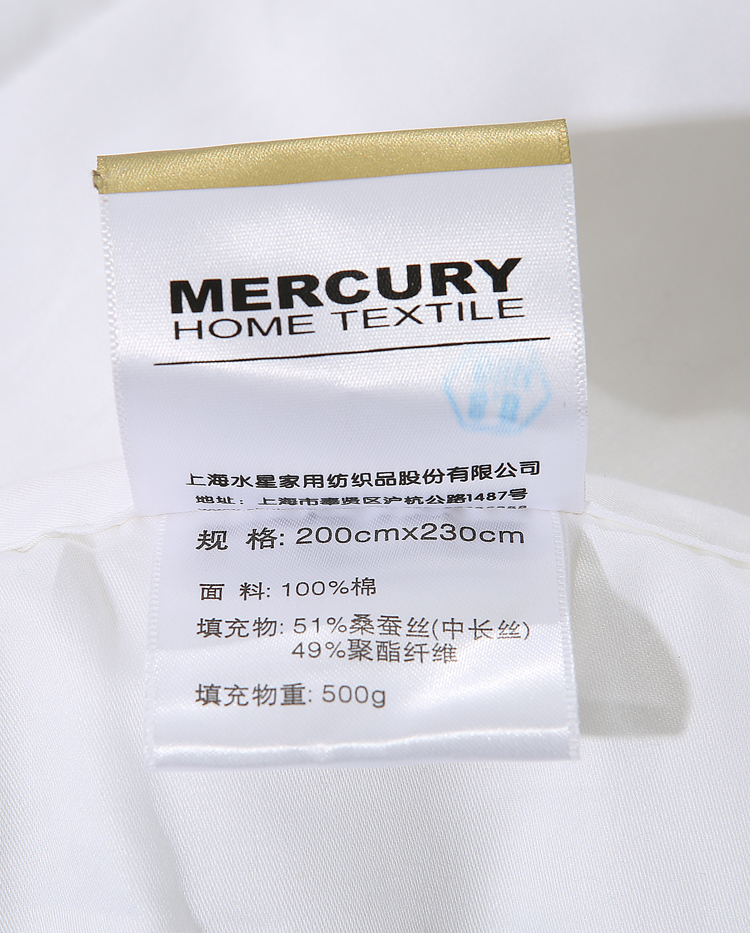 MERCURY
HOME TEXTILE
上海水星家用纺织品股份有限公司
地址：上海市奉贤区沪杭公路1487号
规 格: 200cmx230cm
面 料: 100%棉
填充物: 51%桑蚕丝(中长丝)
49%聚酯纤维
填充物重: 500g